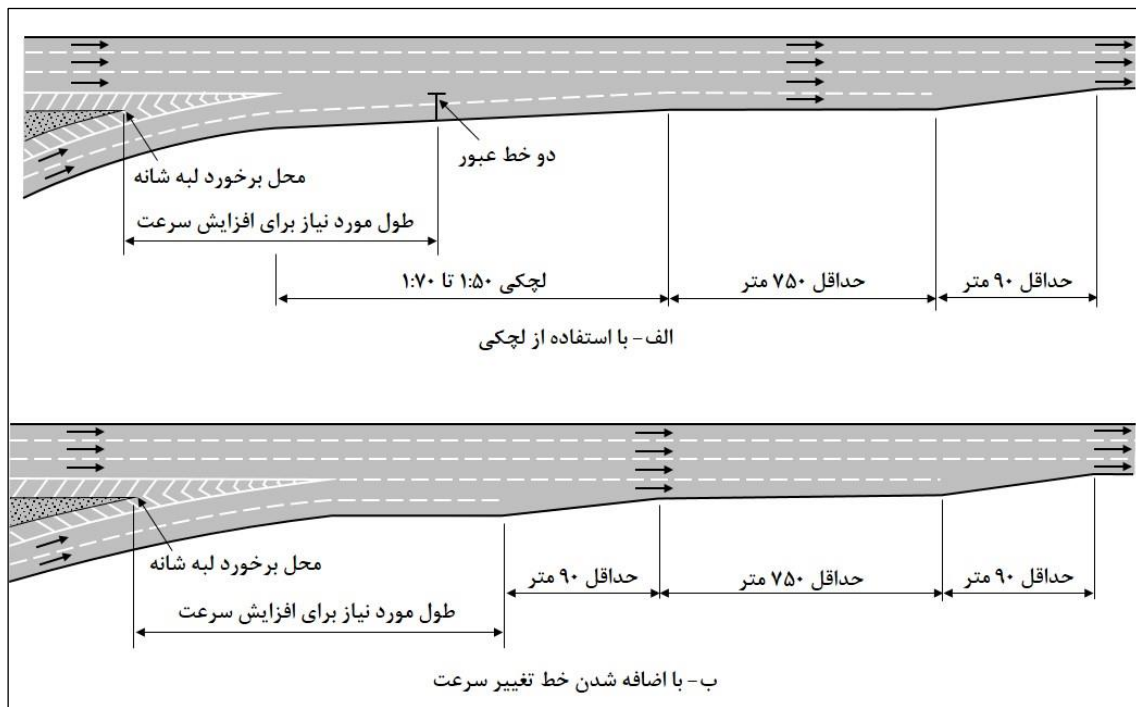 دو خط عبور
محل برخورد لبه شانه
طول مورد نیاز برای افزایش سرعت
لچکی ۱:۵۰ تا ۱:۷۰
حداقل ۷۵۰ متر
حداقل ۹۰ متر
الف- با استفاده از لچکی
محل برخورد لبه شانه
حداقل ۹۰ متر
حداقل ۷۵۰ متر
حداقل ۹۰ متر
طول مورد نیاز برای افزایش سرعت
ب- با اضافه شدن خط تغییر سرعت